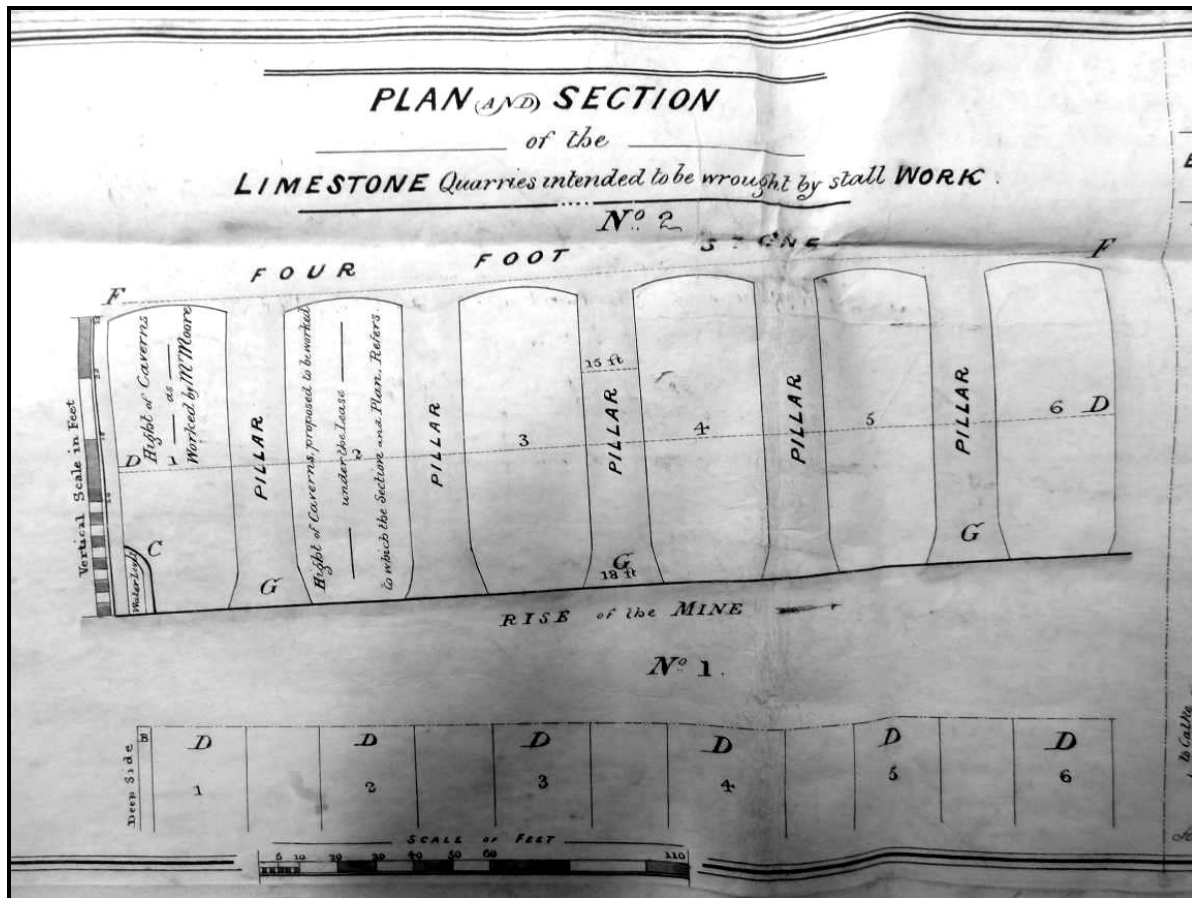 PLAN (AND) SECTION
of the
LIMESTONE Quarries intended to be wrought by stall WORK.
No. 2
FOUR FOOT STONE
F
F
Vertical Scale in Feet
Hight of Caverns
as
Worked by Mr Moore
D
1
C
Water Level
PILLAR
G
Hight of Caverns, proposed to be worked
under the Lease
to which the Section and Plan, Refers.
2
PILLAR
3
15 ft
PILLAR
G
18 ft
4
PILLAR
5
PILLAR
G
6 D
RISE of the MINE
No. 1.
Deep Side
B
D
1
D
2
D
3
D
4
D
5
D
6
SCALE OF FEET
5 10 20 30 40 50 60 110